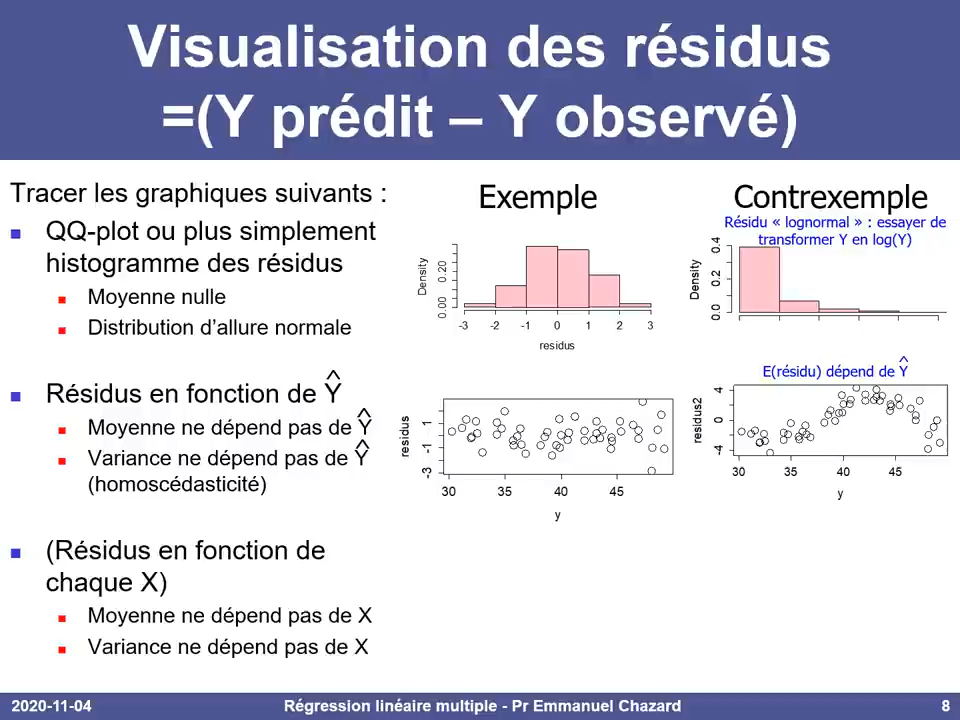 Visualisation des résidus
=(Y prédit – Y observé)
Tracer les graphiques suivants :
QQ-plot ou plus simplement
histogramme des résidus
Moyenne nulle
Distribution d’allure normale
Résidus en fonction de Ŷ
Moyenne ne dépend pas de Ŷ
Variance ne dépend pas de Ŷ
(homoscédasticité)
(Résidus en fonction de
chaque X)
Moyenne ne dépend pas de X
Variance ne dépend pas de X
Exemple
Density
0.00 0.20
-3 -2 -1 0 1 2 3
residus
residus
-3 -1 1
30 35 40 45
y
Contrexemple
Résidu « lognormal » : essayer de
transformer Y en log(Y)
Density
0.0 0.2 0.4
E(résidu) dépend de Ŷ
residus2
-4 0 4
30 35 40 45
y
2020-11-04
Régression linéaire multiple - Pr Emmanuel Chazard
8